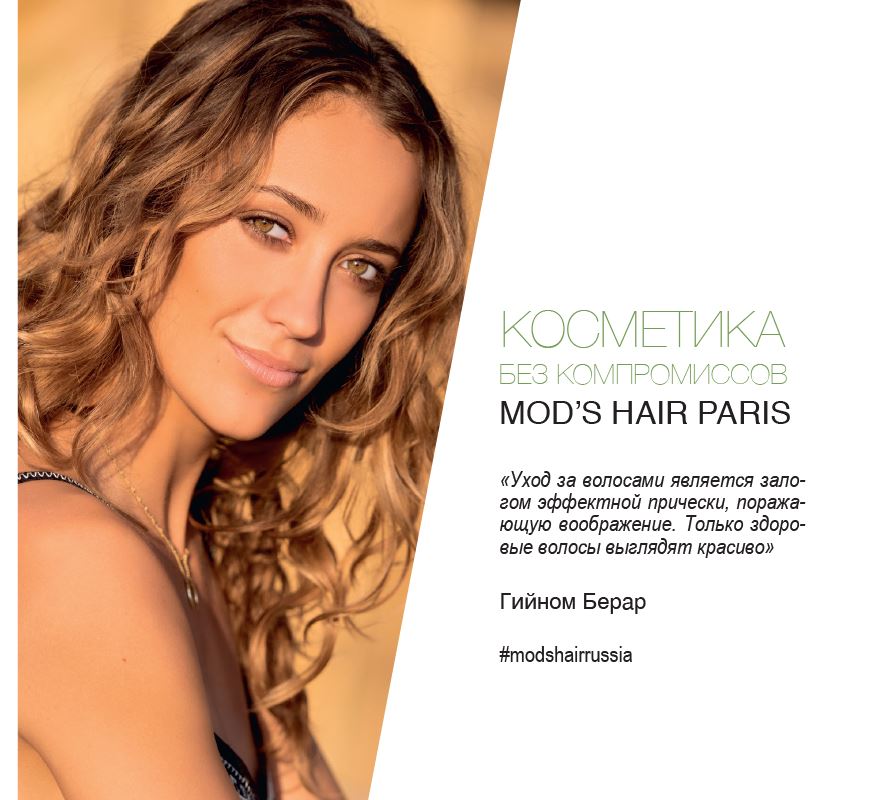 КОСМЕТИКА
БЕЗ КОМПРОМИССОВ
MOD'S HAIR PARIS
«Уход за волосами является зало-
гом эффектной прически, поража-
ющую воображение. Только здоро-
вые волосы выглядят красиво»
Гийном Берар
#modshairrussia